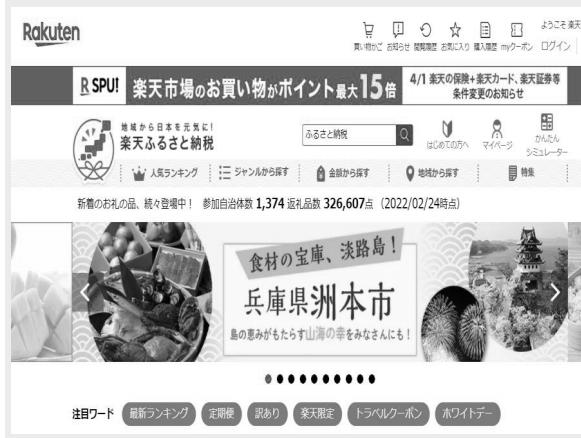 Rakuten
買い物かご お知らせ 閲覧履歴 お気に入り 購入履歴 myクーポン
ようこそ 楽天
ログイン
R SPU! 楽天市場のお買い物がポイント最大15倍
4/1 楽天の保険+楽天カード、楽天証券等
条件変更のお知らせ
地域から日本を元気に!
楽天ふるさと納税
ふるさと納税
はじめての方へ マイページ かんたん
シミュレーター
人気ランキング ジャンルから探す 金額から探す 地域から探す 特集
新着のお礼の品、続々登場中! 参加自治体数 1,374 返礼品数 326,607点 (2022/02/24時点)
食材の宝庫、淡路島!
兵庫県洲本市
島の恵みがもたらす山海の幸をみなさんにも!
注目ワード 最新ランキング 定期便 訳あり 楽天限定 トラベルクーポン ホワイトデー